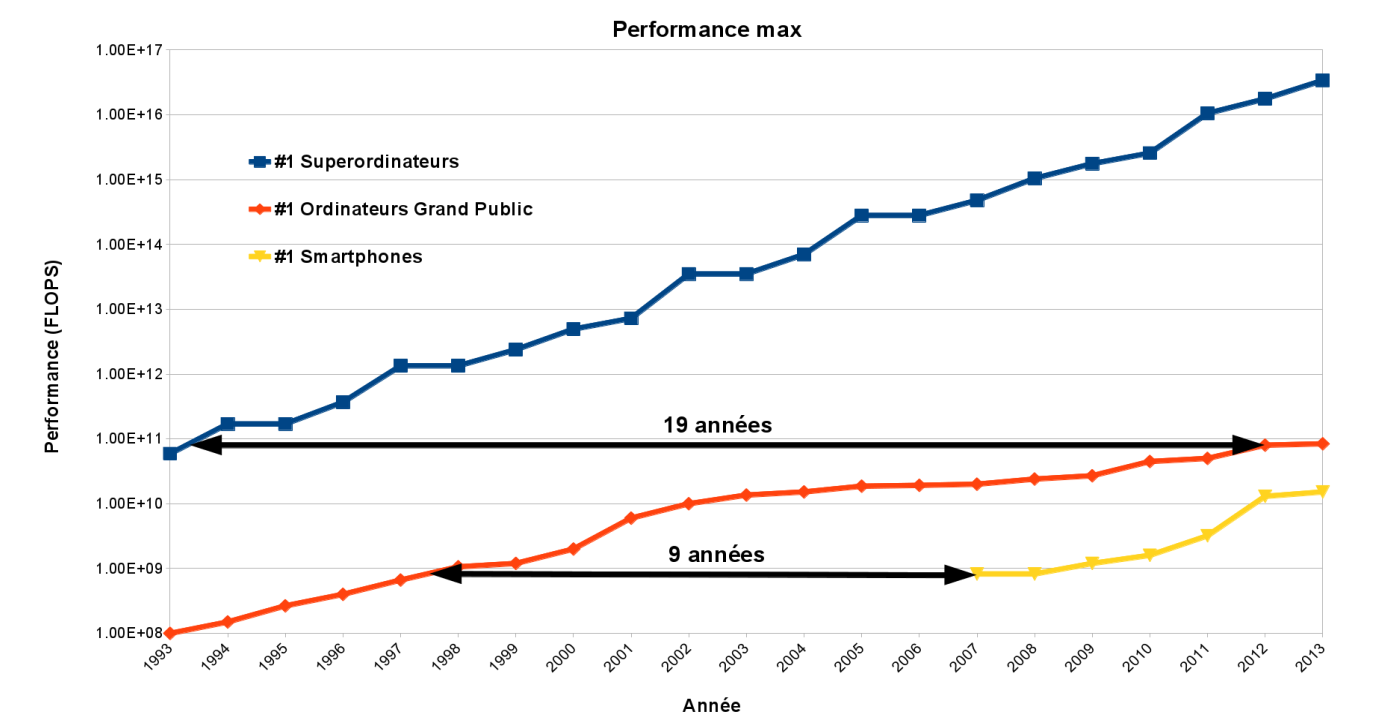 Performance max
1.00E+17
1.00E+16
1.00E+15
1.00E+14
1.00E+13
1.00E+12
1.00E+11
1.00E+10
1.00E+09
1.00E+08
Performance (FLOPS)
#1 Superordinateurs
#1 Ordinateurs Grand Public
#1 Smartphones
19 années
9 années
1993
1994
1995
1996
1997
1998
1999
2000
2001
2002
2003
2004
2005
2006
2007
2008
2009
2010
2011
2012
2013
Année